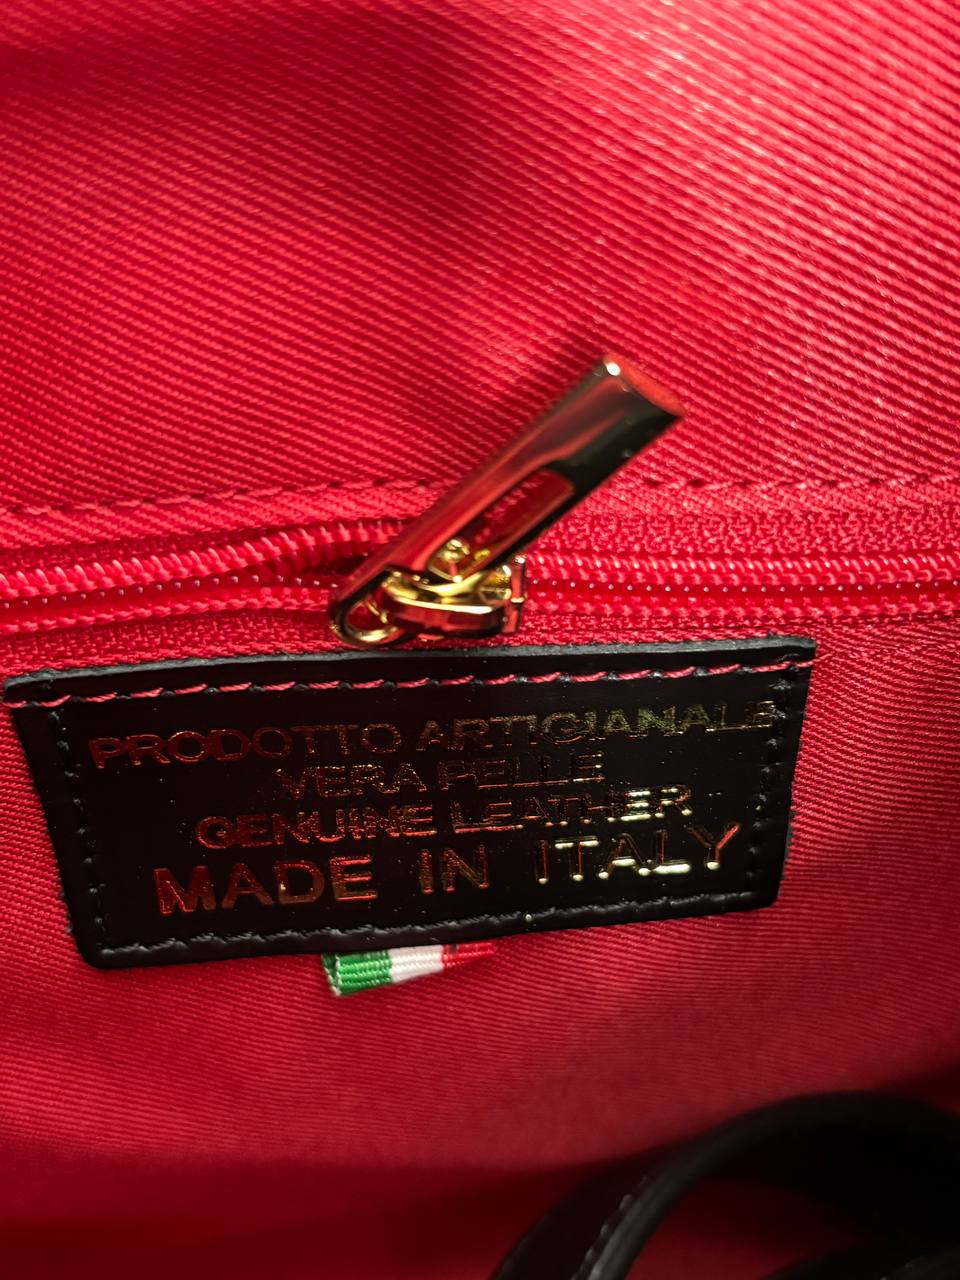 PRODOTTO ARTIGIANALE
VERA PELLE
GENUINE LEATHER
MADE IN ITALY